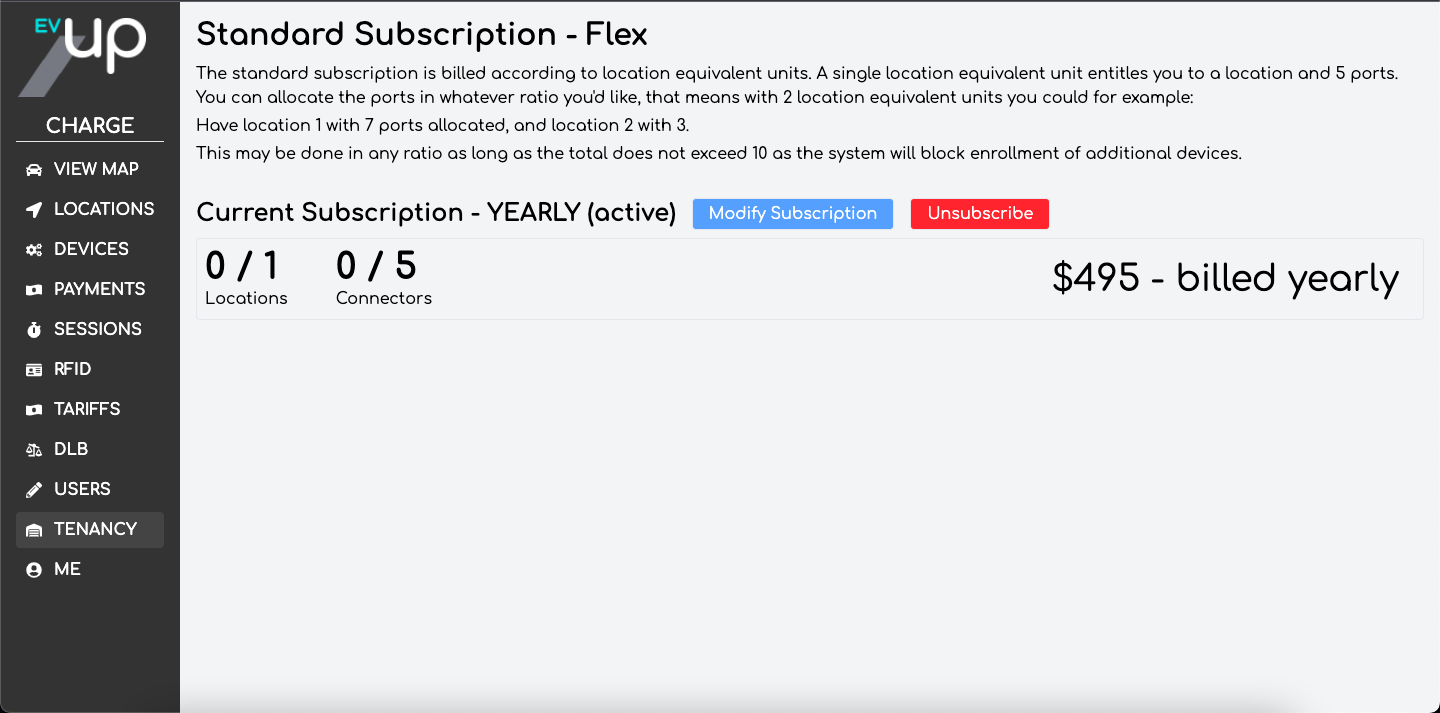 EV
up
CHARGE
VIEW MAP
LOCATIONS
DEVICES
PAYMENTS
SESSIONS
RFID
TARIFFS
DLB
USERS
TENANCY
ME
Standard Subscription - Flex
The standard subscription is billed according to location equivalent units. A single location equivalent unit entitles you to a location and 5 ports.
You can allocate the ports in whatever ratio you'd like, that means with 2 location equivalent units you could for example:
Have location 1 with 7 ports allocated, and location 2 with 3.
This may be done in any ratio as long as the total does not exceed 10 as the system will block enrollment of additional devices.
Current Subscription - YEARLY (active) Modify Subscription Unsubscribe
0 / 1 0 / 5 $495 - billed yearly
Locations Connectors